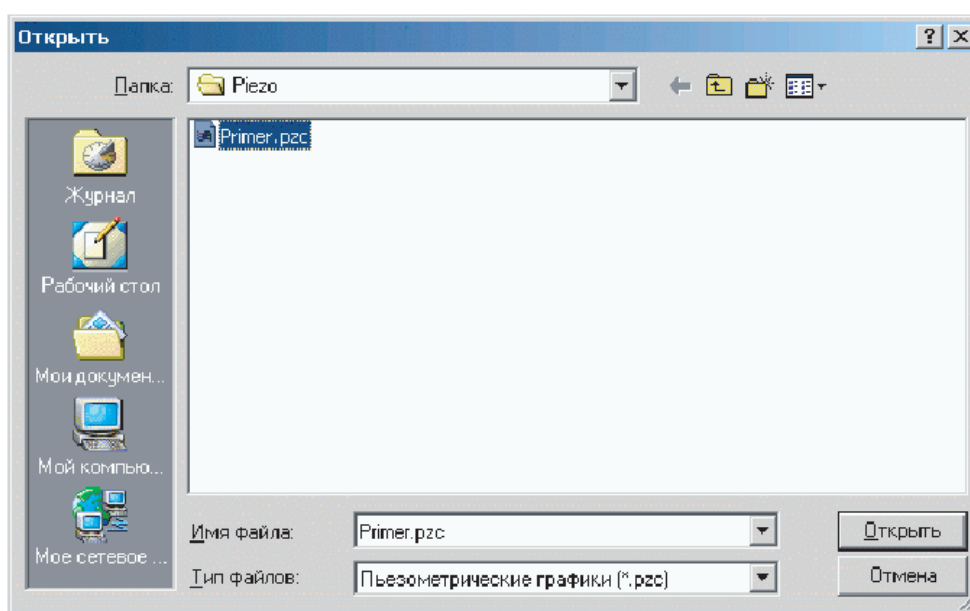 Открыть
Папка: Piezo
Primer.pzc
Журнал
Рабочий стол
Мои докумен...
Мой компью...
Мое сетевое ...
Имя файла: Primer.pzc Открыть
Тип файлов: Пьезометрические графики (*.pzc) Отмена